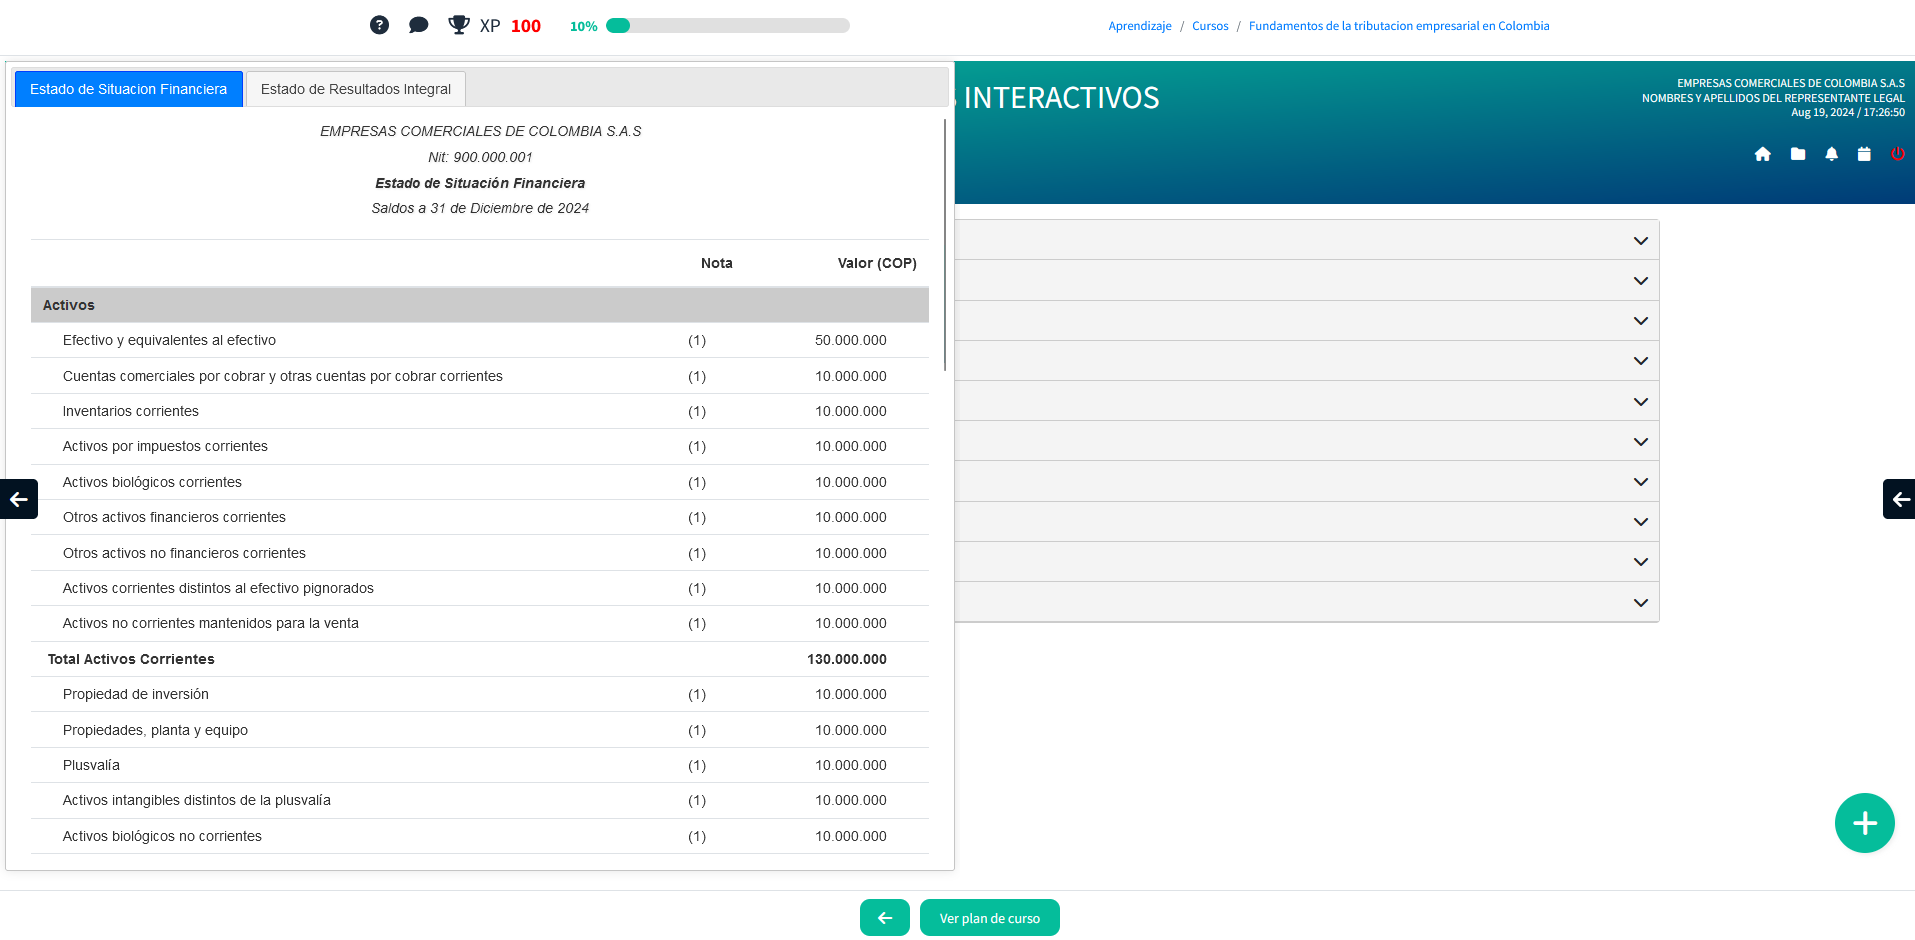 XP 100 10%
Aprendizaje / Cursos / Fundamentos de la tributacion empresarial en Colombia
Estado de Situacion Financiera
Estado de Resultados Integral
INTERACTIVOS
EMPRESAS COMERCIALES DE COLOMBIA S.A.S
NOMBRES Y APELLIDOS DEL REPRESENTANTE LEGAL
Aug 19, 2024 / 17:26:50
EMPRESAS COMERCIALES DE COLOMBIA S.A.S
Nit: 900.000.001
Estado de Situación Financiera
Saldos a 31 de Diciembre de 2024
Nota Valor (COP)
Activos
Efectivo y equivalentes al efectivo (1) 50.000.000
Cuentas comerciales por cobrar y otras cuentas por cobrar corrientes (1) 10.000.000
Inventarios corrientes (1) 10.000.000
Activos por impuestos corrientes (1) 10.000.000
Activos biológicos corrientes (1) 10.000.000
Otros activos financieros corrientes (1) 10.000.000
Otros activos no financieros corrientes (1) 10.000.000
Activos corrientes distintos al efectivo pignorados (1) 10.000.000
Activos no corrientes mantenidos para la venta (1) 10.000.000
Total Activos Corrientes 130.000.000
Propiedad de inversión (1) 10.000.000
Propiedades, planta y equipo (1) 10.000.000
Plusvalía (1) 10.000.000
Activos intangibles distintos de la plusvalía (1) 10.000.000
Activos biológicos no corrientes (1) 10.000.000
Ver plan de curso